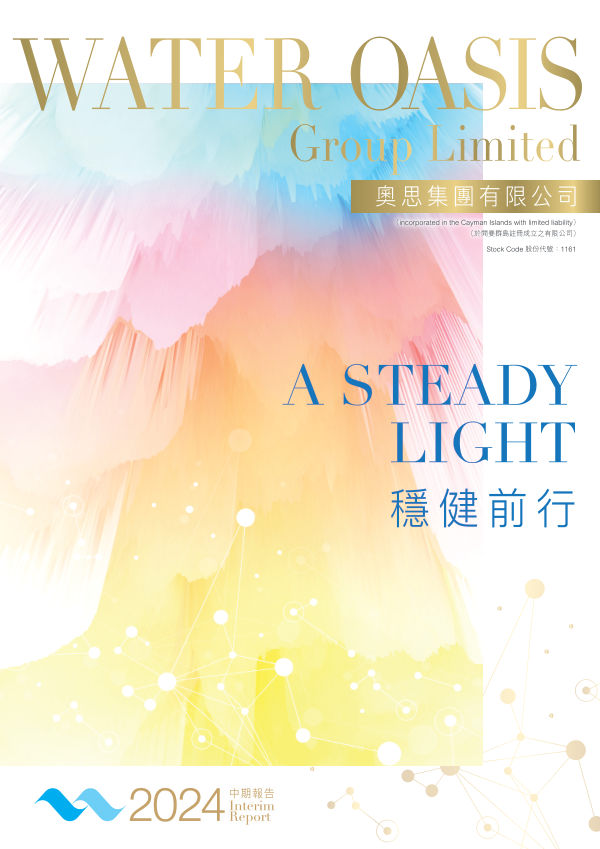 WATER OASIS
Group Limited
奧思集團有限公司
(incorporated in the Cayman Islands with limited liability)
(於開曼群島註冊成立之有限公司)
Stock Code 股份代號：1161
A STEADY
LIGHT
穩健前行
2024
中期報告
Interim
Report